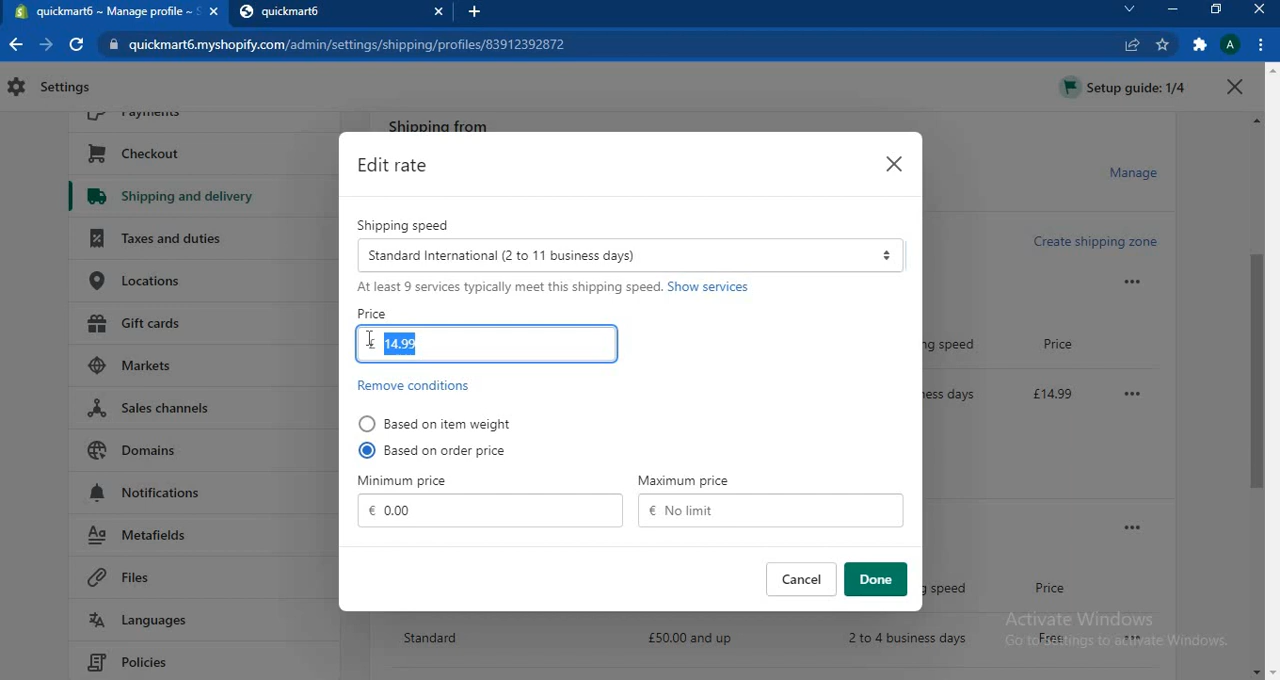 quickmart6 ~ Manage profile ~ S
quickmart6
quickmart6.myshopify.com/admin/settings/shipping/profiles/83912392872
A
Settings
Setup guide: 1/4
Payments
Checkout
Shipping and delivery
Taxes and duties
Locations
Gift cards
Markets
Sales channels
Domains
Notifications
Metafields
Files
Languages
Policies
Shipping from
Manage
Create shipping zone
Edit rate
Shipping speed
Standard International (2 to 11 business days)
At least 9 services typically meet this shipping speed. Show services
Price
£ 14.99
Remove conditions
Based on item weight
Based on order price
Minimum price
Maximum price
€ 0.00
€ No limit
Cancel
Done
ng speed
Price
ness days
£14.99
g speed
Price
Standard
£50.00 and up
2 to 4 business days
Free
Activate Windows
Go to Settings to activate Windows.